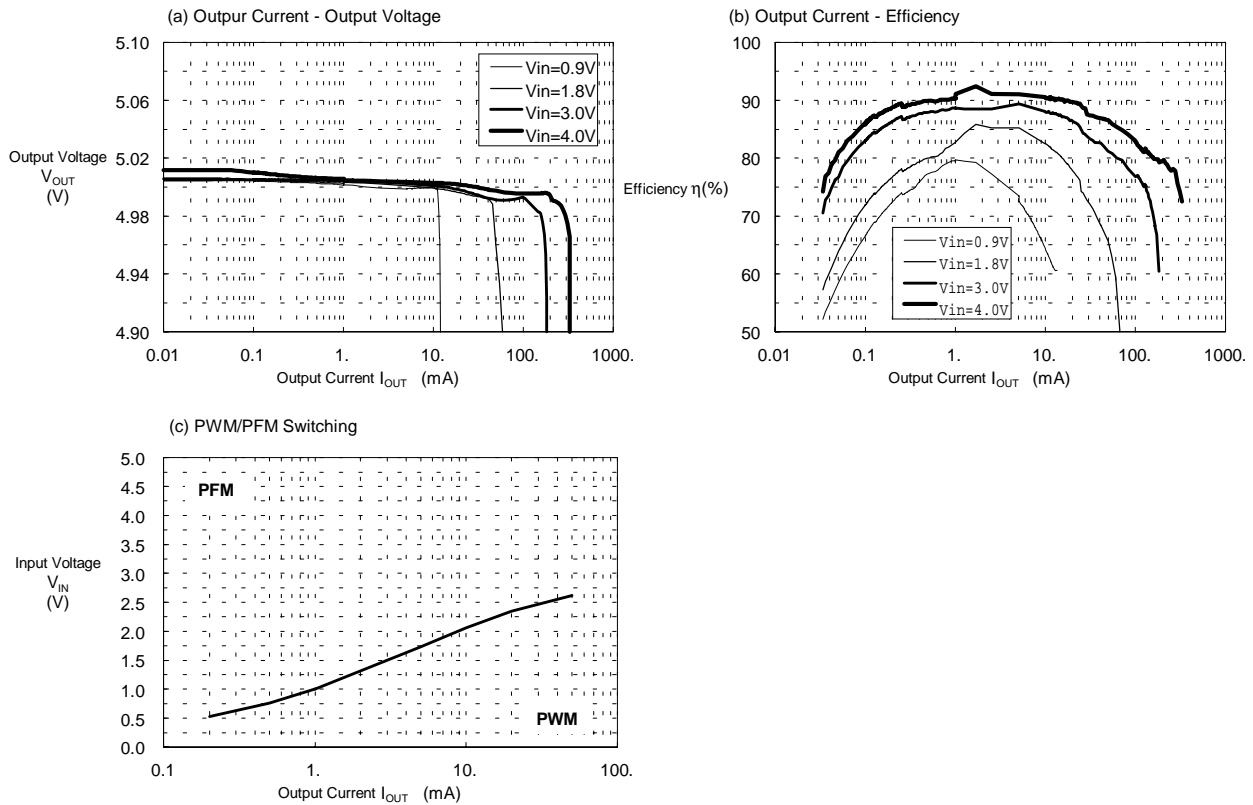 (a) Outpur Current - Output Voltage
5.10
5.06
5.02
4.98
4.94
4.90
Output Voltage
VOUT
(V)
Vin=0.9V
Vin=1.8V
Vin=3.0V
Vin=4.0V
0.01 0.1 1. 10. 100. 1000.
Output Current IOUT (mA)
(b) Output Current - Efficiency
100
90
80
70
60
50
Efficiency η(%)
Vin=0.9V
Vin=1.8V
Vin=3.0V
Vin=4.0V
0.01 0.1 1. 10. 100. 1000.
Output Current IOUT (mA)
(c) PWM/PFM Switching
5.0
4.5
4.0
3.5
3.0
2.5
2.0
1.5
1.0
0.5
0.0
Input Voltage
VIN
(V)
PFM
PWM
0.1 1. 10. 100.
Output Current IOUT (mA)